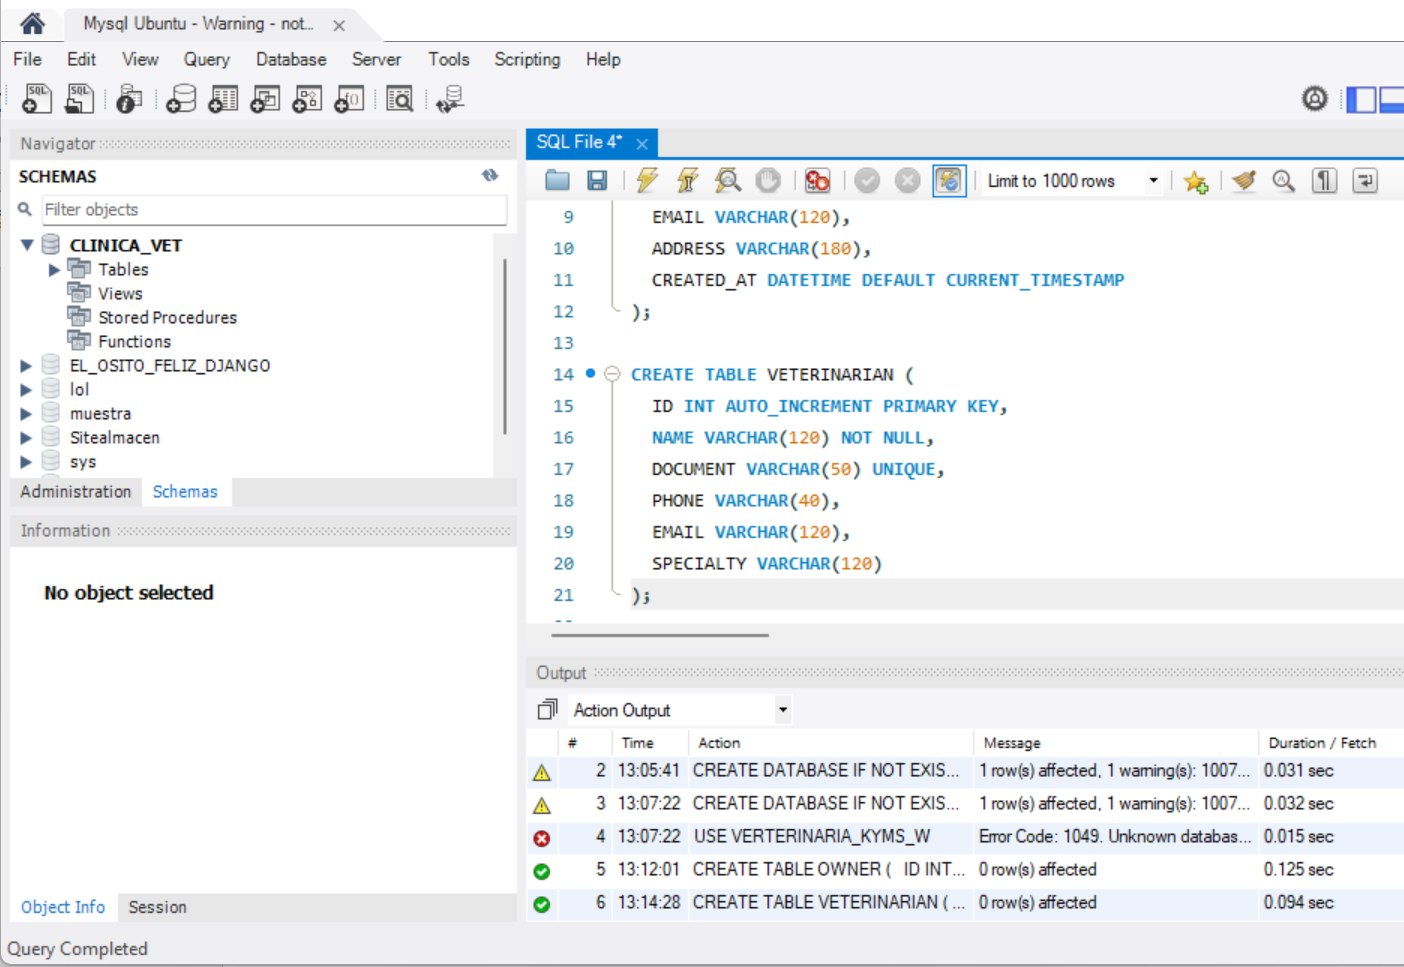 Mysql Ubuntu - Warning - not...
File Edit View Query Database Server Tools Scripting Help
Navigator
SCHEMAS
Filter objects
CLINICA_VET
Tables
Views
Stored Procedures
Functions
EL_OSITO_FELIZ_DJANGO
lol
muestra
Sitealmacen
sys
Administration Schemas
Information
No object selected
Object Info Session
SQL File 4*
Limit to 1000 rows
9 EMAIL VARCHAR(120),
10 ADDRESS VARCHAR(180),
11 CREATED_AT DATETIME DEFAULT CURRENT_TIMESTAMP
12 );
13
14 CREATE TABLE VETERINARIAN (
15 ID INT AUTO_INCREMENT PRIMARY KEY,
16 NAME VARCHAR(120) NOT NULL,
17 DOCUMENT VARCHAR(50) UNIQUE,
18 PHONE VARCHAR(40),
19 EMAIL VARCHAR(120),
20 SPECIALTY VARCHAR(120)
21 );
Output
Action Output
# Time Action Message Duration / Fetch
2 13:05:41 CREATE DATABASE IF NOT EXIS... 1 row(s) affected, 1 warning(s): 1007... 0.031 sec
3 13:07:22 CREATE DATABASE IF NOT EXIS... 1 row(s) affected, 1 warning(s): 1007... 0.032 sec
4 13:07:22 USE VERTERINARIA_KYMS_W Error Code: 1049. Unknown databas... 0.015 sec
5 13:12:01 CREATE TABLE OWNER ( ID INT... 0 row(s) affected 0.125 sec
6 13:14:28 CREATE TABLE VETERINARIAN ( ... 0 row(s) affected 0.094 sec
Query Completed